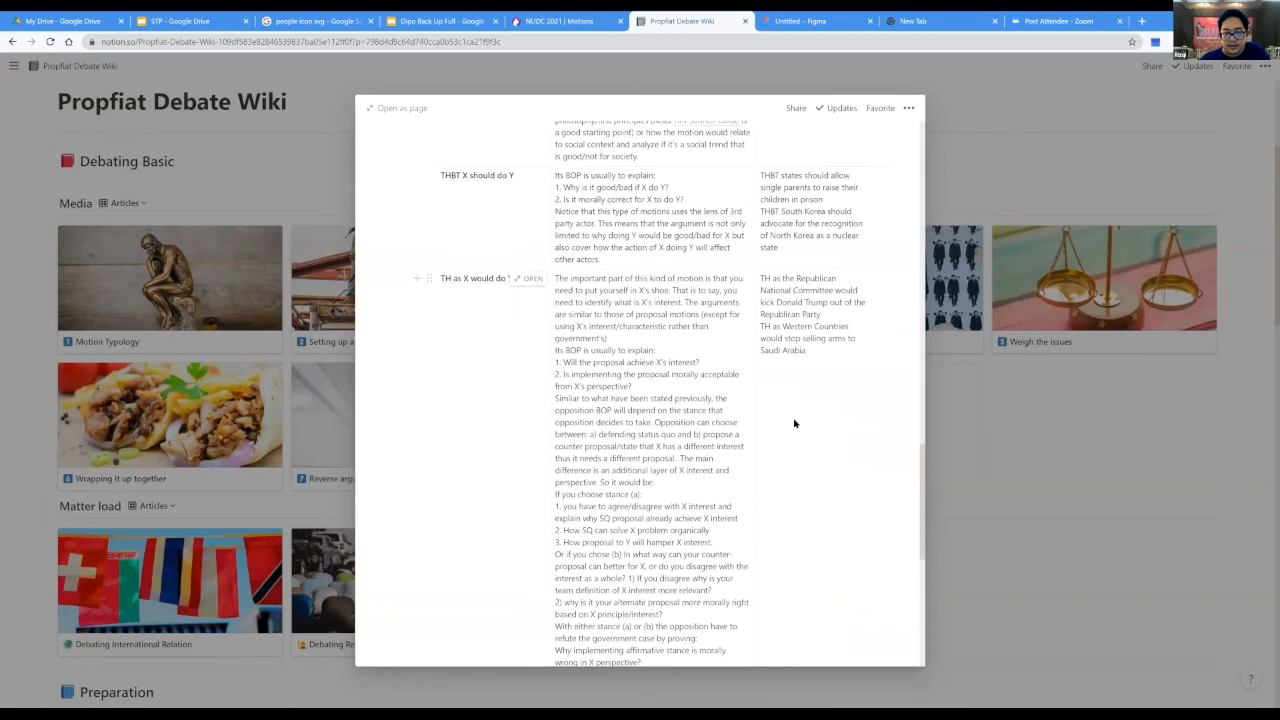 My Drive - Google Drive
STP - Google Drive
people icon svg - Google S
Dipo Back Up Full - Google
NUDC 2021 | Motions
Propfiat Debate Wiki
Untitled – Figma
New Tab
Post Attendee - Zoom
notion.so/Propfiat-Debate-Wiki-109df583e82846539837ba05e112ff0f?p=798d4d9c64d740cca0b53c1ca21f9f3c
Propfiat Debate Wiki
Share
Updates
Favorite
Propfiat Debate Wiki
Debating Basic
Media
Articles
1 Motion Typology
2 Setting up a
5 Weigh the issues
6 Wrapping it up together
7 Reverse argu
Matter load
Articles
Debating International Relation
Debating Re
Preparation
Open as page
Share
Updates
Favorite
a good starting point) or how the motion would relate
to social context and analyze if it's a social trend that
is good/not for society.
THBT X should do Y
Its BOP is usually to explain:
1. Why is it good/bad if X do Y?
2. Is it morally correct for X to do Y?
Notice that this type of motions uses the lens of 3rd
party actor. This means that the argument is not only
limited to why doing Y would be good/bad for X but
also cover how the action of X doing Y will affect
other actors.
THBT states should allow
single parents to raise their
children in prison
THBT South Korea should
advocate for the recognition
of North Korea as a nuclear
state
TH as X would do
OPEN
The important part of this kind of motion is that you
need to put yourself in X's shoe. That is to say, you
need to identify what is X's interest. The arguments
are similar to those of proposal motions (except for
using X's interest/characteristic rather than
government's)
Its BOP is usually to explain:
1. Will the proposal achieve X's interest?
2. Is implementing the proposal morally acceptable
from X's perspective?
Similar to what have been stated previously, the
opposition BOP will depend on the stance that
opposition decides to take. Opposition can choose
between: a) defending status quo and b) propose a
counter proposal/state that X has a different interest
thus it needs a different proposal. The main
difference is an additional layer of X interest and
perspective. So it would be:
If you choose stance (a):
1. you have to agree/disagree with X interest and
explain why SQ proposal already achieve X interest
2. How SQ can solve X problem organically
3. How proposal to Y will hamper X interest.
Or if you chose (b) In what way can your counter-
proposal can better for X, or do you disagree with the
interest as a whole? 1) If you disagree why is your
team definition of X interest more relevant?
2) why is it your alternate proposal more morally right
based on X principle/interest?
With either stance (a) or (b) the opposition have to
refute the government case by proving:
Why implementing affirmative stance is morally
wrong in X perspective?
TH as the Republican
National Committee would
kick Donald Trump out of the
Republican Party
TH as Western Countries
would stop selling arms to
Saudi Arabia